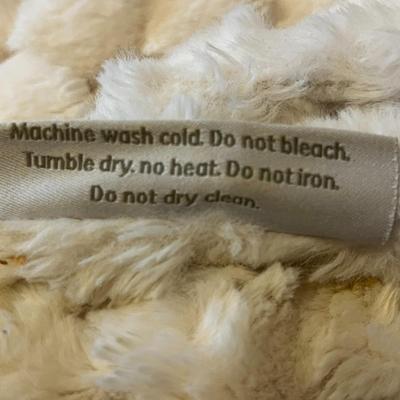 Machine wash cold. Do not bleach.
Tumble dry. no heat. Do not iron.
Do not dry clean.